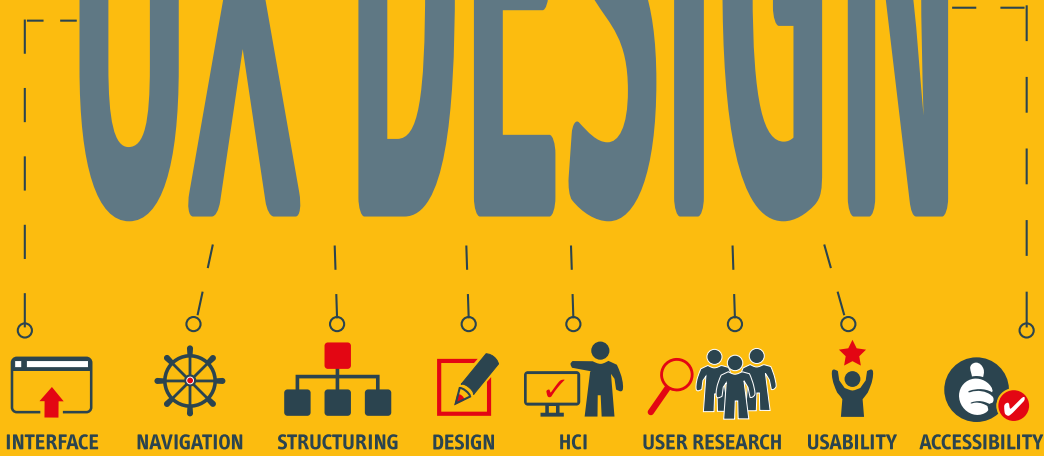 UX DESIGN
INTERFACE NAVIGATION STRUCTURING DESIGN HCI USER RESEARCH USABILITY ACCESSIBILITY